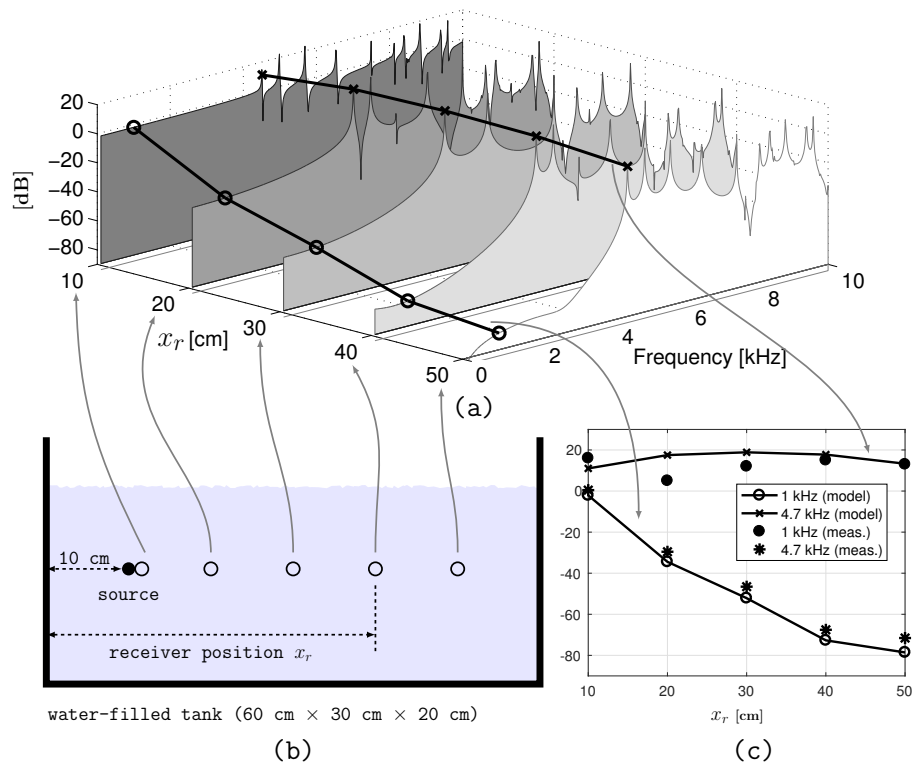 20
0
−20
−40
−60
−80
[dB]
10
20
30
40
50
x_r [cm]
0
2
4
6
8
10
Frequency [kHz]
(a)
10 cm
source
receiver position x_r
water-filled tank (60 cm × 30 cm × 20 cm)
(b)
20
0
-20
-40
-60
-80
1 kHz (model)
4.7 kHz (model)
1 kHz (meas.)
4.7 kHz (meas.)
10
20
30
40
50
x_r [cm]
(c)